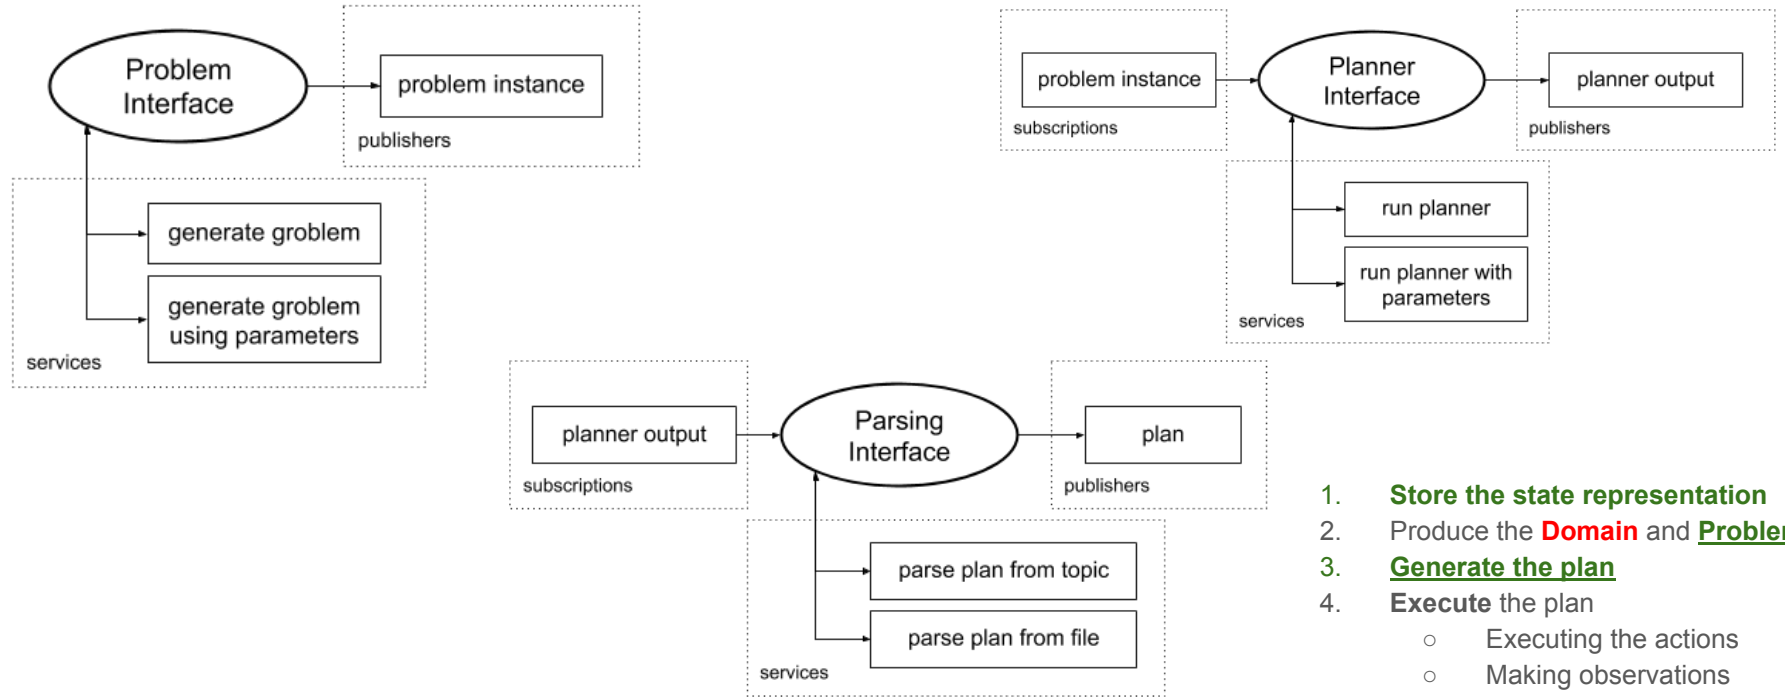 Problem
Interface
problem instance
publishers
generate groblem
generate groblem
using parameters
services
problem instance
subscriptions
Planner
Interface
planner output
publishers
run planner
run planner with
parameters
services
planner output
subscriptions
Parsing
Interface
plan
publishers
parse plan from topic
parse plan from file
services
1. Store the state representation
2. Produce the Domain and
3. Generate the plan
4. Execute the plan
○ Executing the actions
○ Making observations